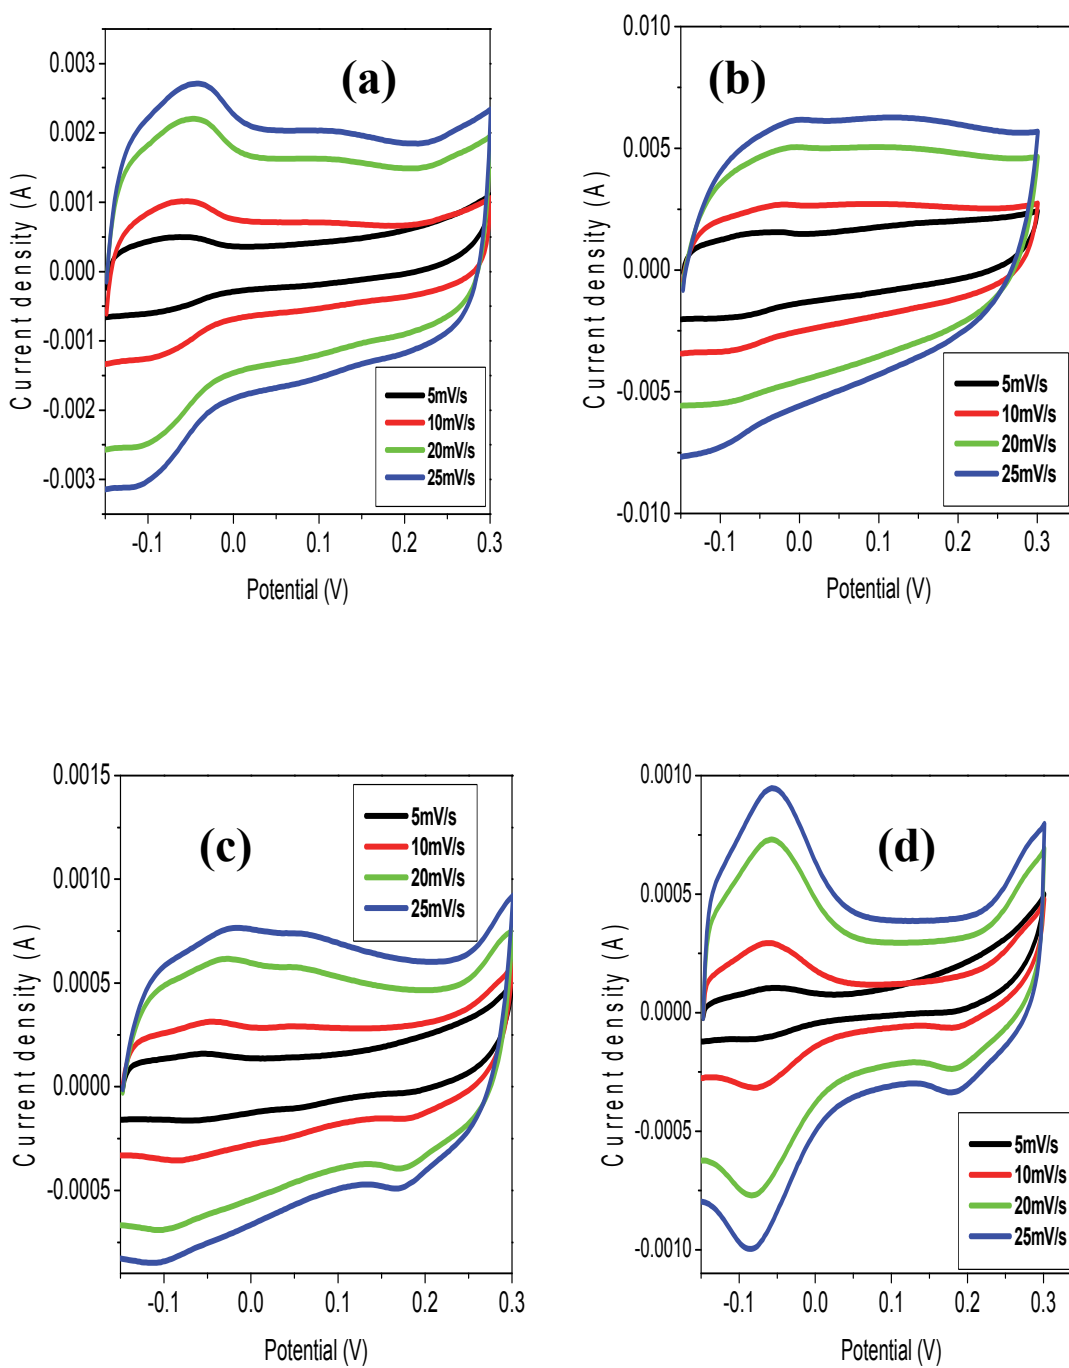 (a)
Current density (A)
0.003
0.002
0.001
0.000
-0.001
-0.002
-0.003
5mV/s
10mV/s
20mV/s
25mV/s
-0.1 0.0 0.1 0.2 0.3
Potential (V)
(b)
Current density (A)
0.010
0.005
0.000
-0.005
-0.010
5mV/s
10mV/s
20mV/s
25mV/s
-0.1 0.0 0.1 0.2 0.3
Potential (V)
(c)
Current density (A)
0.0015
0.0010
0.0005
0.0000
-0.0005
5mV/s
10mV/s
20mV/s
25mV/s
-0.1 0.0 0.1 0.2 0.3
Potential (V)
(d)
Current density (A)
0.0010
0.0005
0.0000
-0.0005
-0.0010
5mV/s
10mV/s
20mV/s
25mV/s
-0.1 0.0 0.1 0.2 0.3
Potential (V)